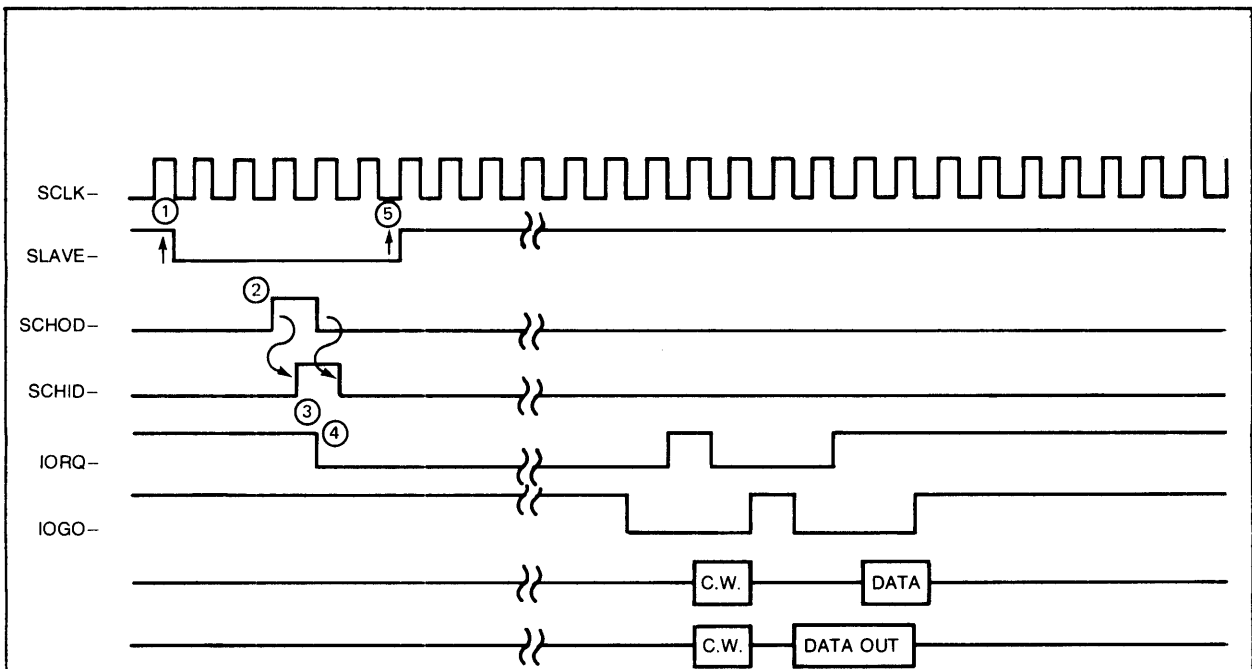 SCLK–
① ⑤
SLAVE–
②
SCHOD–
SCHID–
③
④
IORQ–
IOGO–
C.W. DATA
C.W. DATA OUT